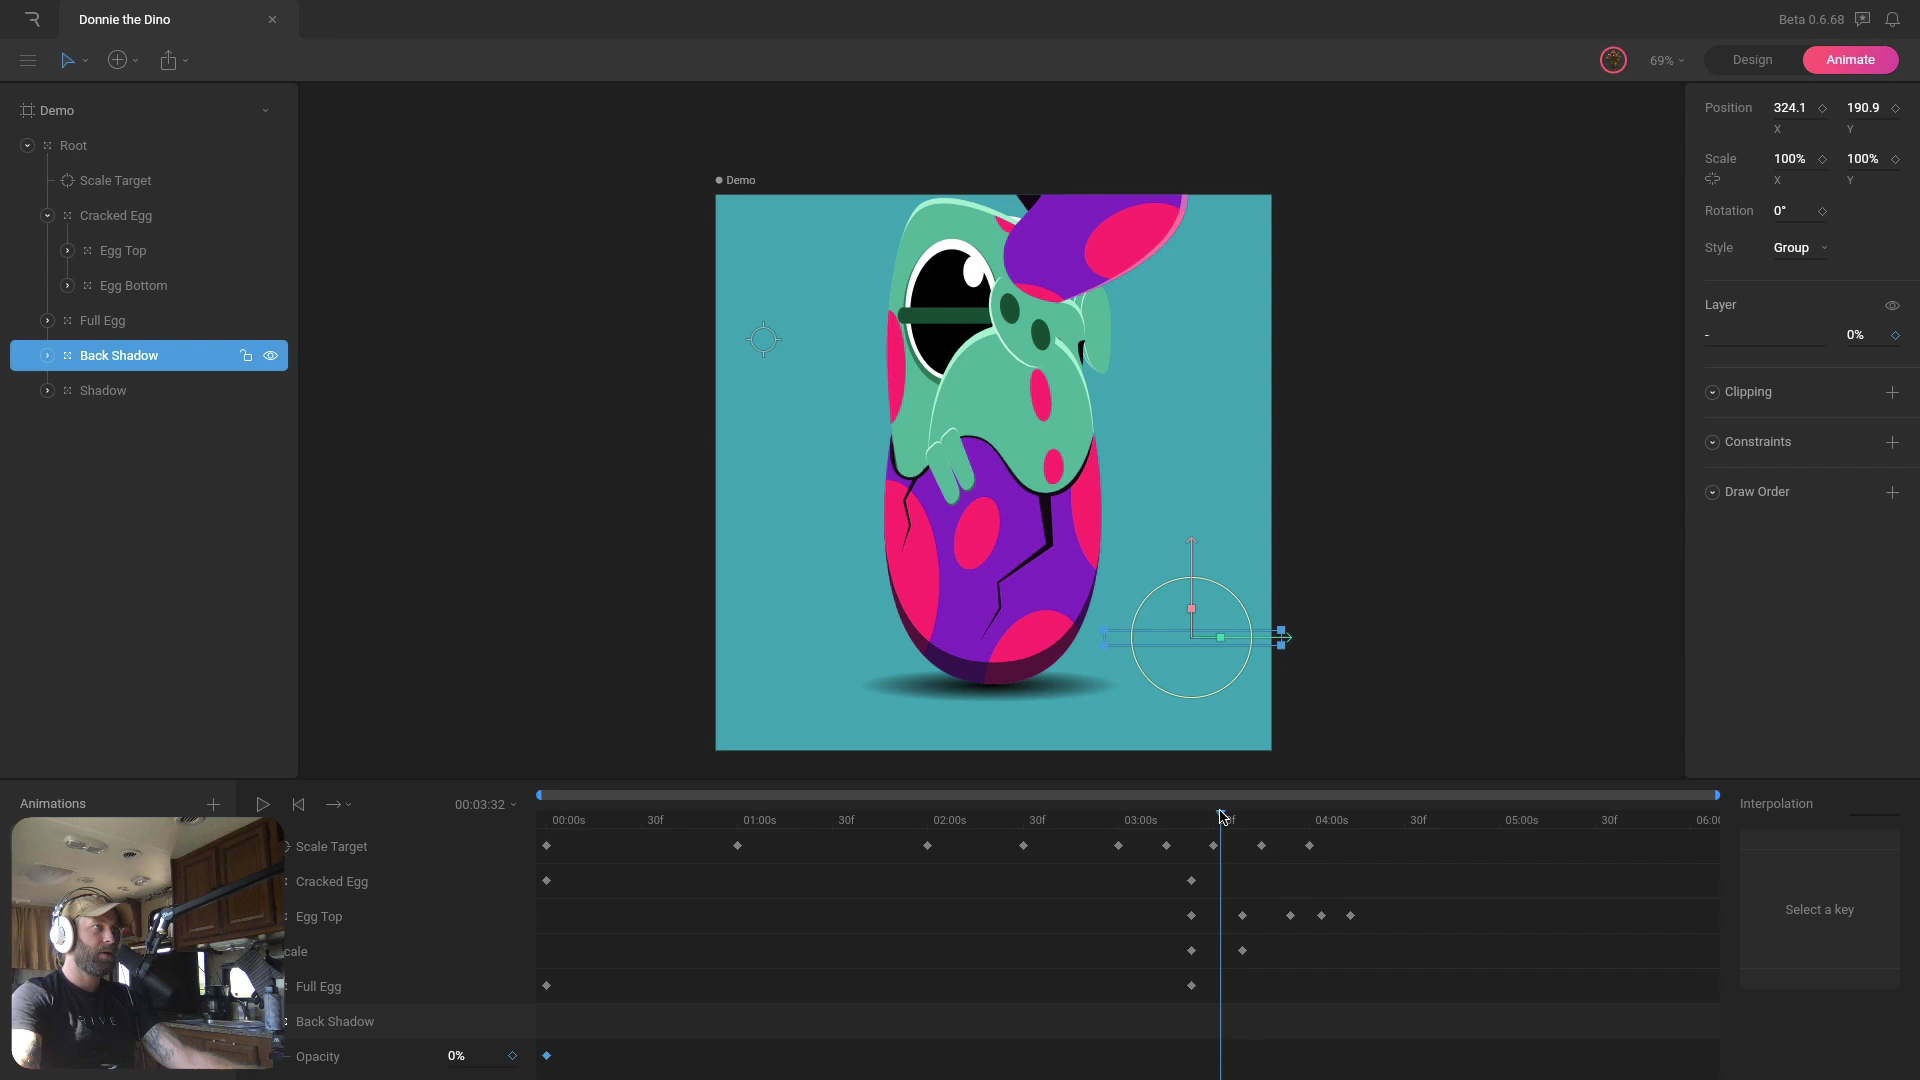 Donnie the Dino
Beta 0.6.68
69%
Design
Animate
Demo
Root
Scale Target
Cracked Egg
Egg Top
Egg Bottom
Full Egg
Back Shadow
Shadow
Demo
Position 324.1 190.9
X Y
Scale 100% 100%
X Y
Rotation 0°
Style Group
Layer
- 0%
Clipping
Constraints
Draw Order
Animations
00:03:32
00:00s 30f 01:00s 30f 02:00s 30f 03:00s 04:00s 30f 05:00s 30f
Interpolation
Scale Target
Cracked Egg
Egg Top
cale
Full Egg
Back Shadow
Opacity 0%
Select a key
RIVE